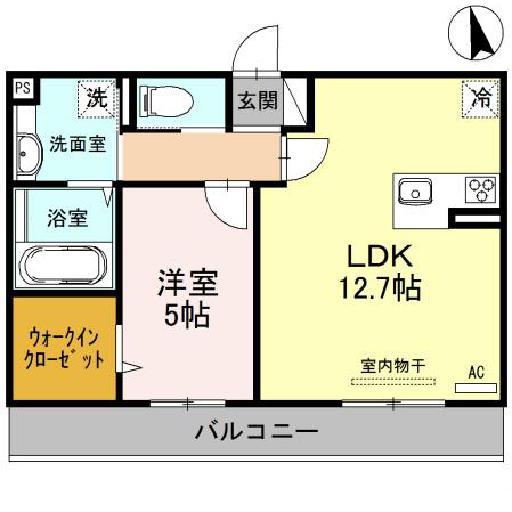 PS
洗
玄関
冷
洗面室
浴室
LDK
12.7帖
洋室
5帖
ウォークイン
クローゼット
室内物干
AC
バルコニー